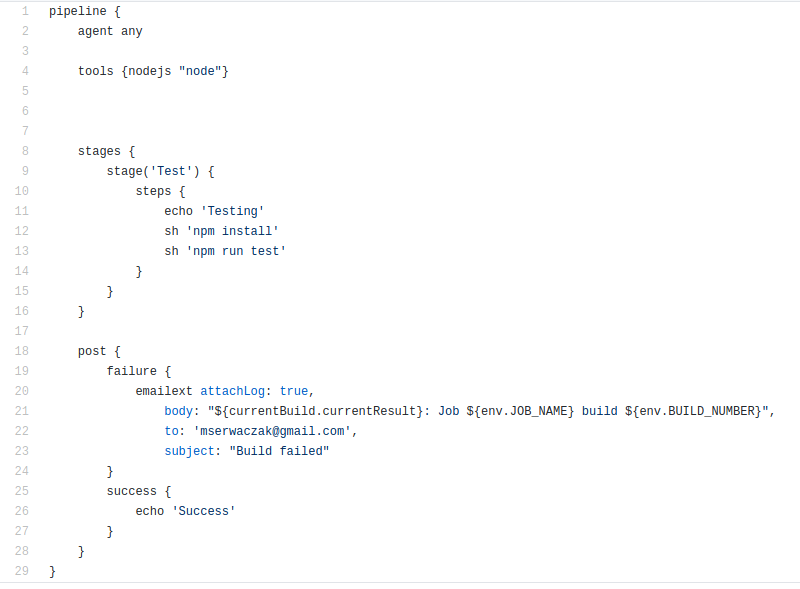 1 pipeline {
2     agent any
3
4     tools {nodejs "node"}
5
6
7
8     stages {
9         stage('Test') {
10             steps {
11                 echo 'Testing'
12                 sh 'npm install'
13                 sh 'npm run test'
14             }
15         }
16     }
17
18     post {
19         failure {
20             emailext attachLog: true,
21                 body: "${currentBuild.currentResult}: Job ${env.JOB_NAME} build ${env.BUILD_NUMBER}",
22                 to: 'mserwaczak@gmail.com',
23                 subject: "Build failed"
24         }
25         success {
26             echo 'Success'
27         }
28     }
29 }